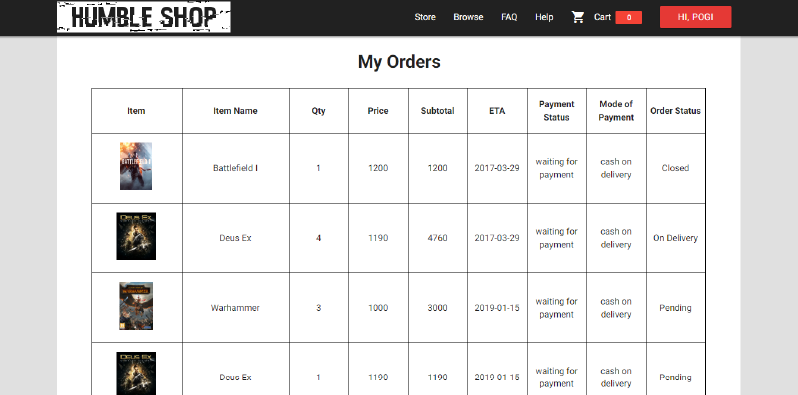 HUMBLE SHOP
Store Browse FAQ Help Cart 0 HI, POGI
My Orders
Item Item Name Qty Price Subtotal ETA Payment Status Mode of Payment Order Status
Battlefield I 1 1200 1200 2017-03-29 waiting for payment cash on delivery Closed
DEUS EX
Deus Ex 4 1190 4760 2017-03-29 waiting for payment cash on delivery On Delivery
Warhammer 3 1000 3000 2019-01-15 waiting for payment cash on delivery Pending
DEUS EX
Deus Ex 1 1190 1190 2019-01-15 waiting for payment cash on delivery Pending